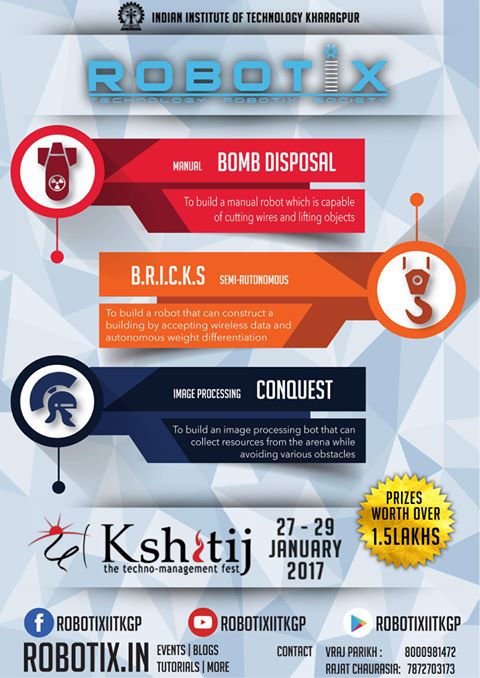 INDIAN INSTITUTE OF TECHNOLOGY KHARAGPUR
ROBOTIX
TECHNOLOGY ROBOTIX SOCIETY
MANUAL BOMB DISPOSAL
To build a manual robot which is capable
of cutting wires and lifting objects
B.R.I.C.K.S SEMI-AUTONOMOUS
To build a robot that can construct a
building by accepting wireless data and
autonomous weight differentiation
IMAGE PROCESSING CONQUEST
To build an image processing bot that can
collect resources from the arena while
avoiding various obstacles
PRIZES
WORTH OVER
1.5LAKHS
Kshitij
the techno-management fest
27 - 29
JANUARY
2017
ROBOTIXIITKGP
ROBOTIXIITKGP
ROBOTIXIITKGP
ROBOTIX.IN
EVENTS | BLOGS
TUTORIALS | MORE
CONTACT
VRAJ PARIKH : 8000981472
RAJAT CHAURASIA: 7872703173